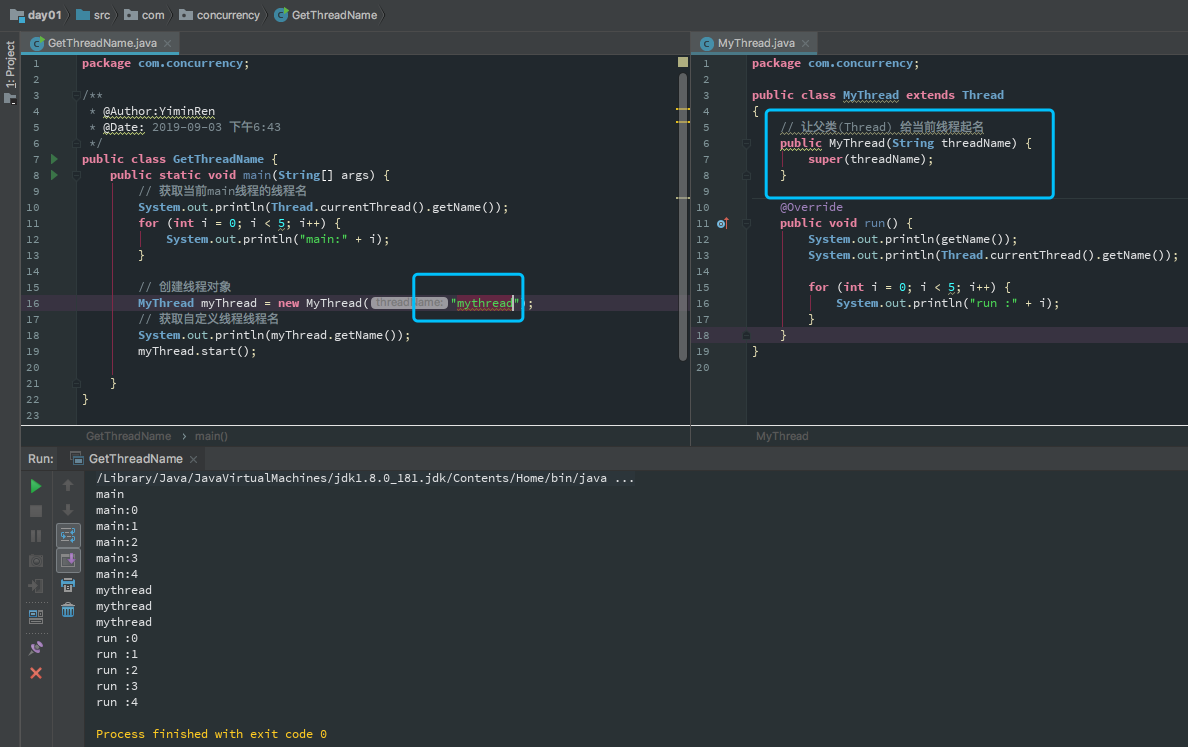 day01 src com concurrency GetThreadName
1: Project
GetThreadName.java
1 package com.concurrency;
2
3 /**
4 * @Author:YiminRen
5 * @Date: 2019-09-03 下午6:43
6 */
7 public class GetThreadName {
8 public static void main(String[] args) {
9 // 获取当前main线程的线程名
10 System.out.println(Thread.currentThread().getName());
11 for (int i = 0; i < 5; i++) {
12 System.out.println("main:" + i);
13 }
14
15 // 创建线程对象
16 MyThread myThread = new MyThread( threadName: "mythread");
17 // 获取自定义线程线程名
18 System.out.println(myThread.getName());
19 myThread.start();
20
21 }
22 }
23
GetThreadName › main()
MyThread.java
1 package com.concurrency;
2
3 public class MyThread extends Thread
4 {
5 // 让父类(Thread) 给当前线程起名
6 public MyThread(String threadName) {
7 super(threadName);
8 }
9
10 @Override
11 public void run() {
12 System.out.println(getName());
13 System.out.println(Thread.currentThread().getName());
14
15 for (int i = 0; i < 5; i++) {
16 System.out.println("run :" + i);
17 }
18 }
19 }
20
MyThread
Run: GetThreadName
/Library/Java/JavaVirtualMachines/jdk1.8.0_181.jdk/Contents/Home/bin/java ...
main
main:0
main:1
main:2
main:3
main:4
mythread
mythread
mythread
run :0
run :1
run :2
run :3
run :4
Process finished with exit code 0